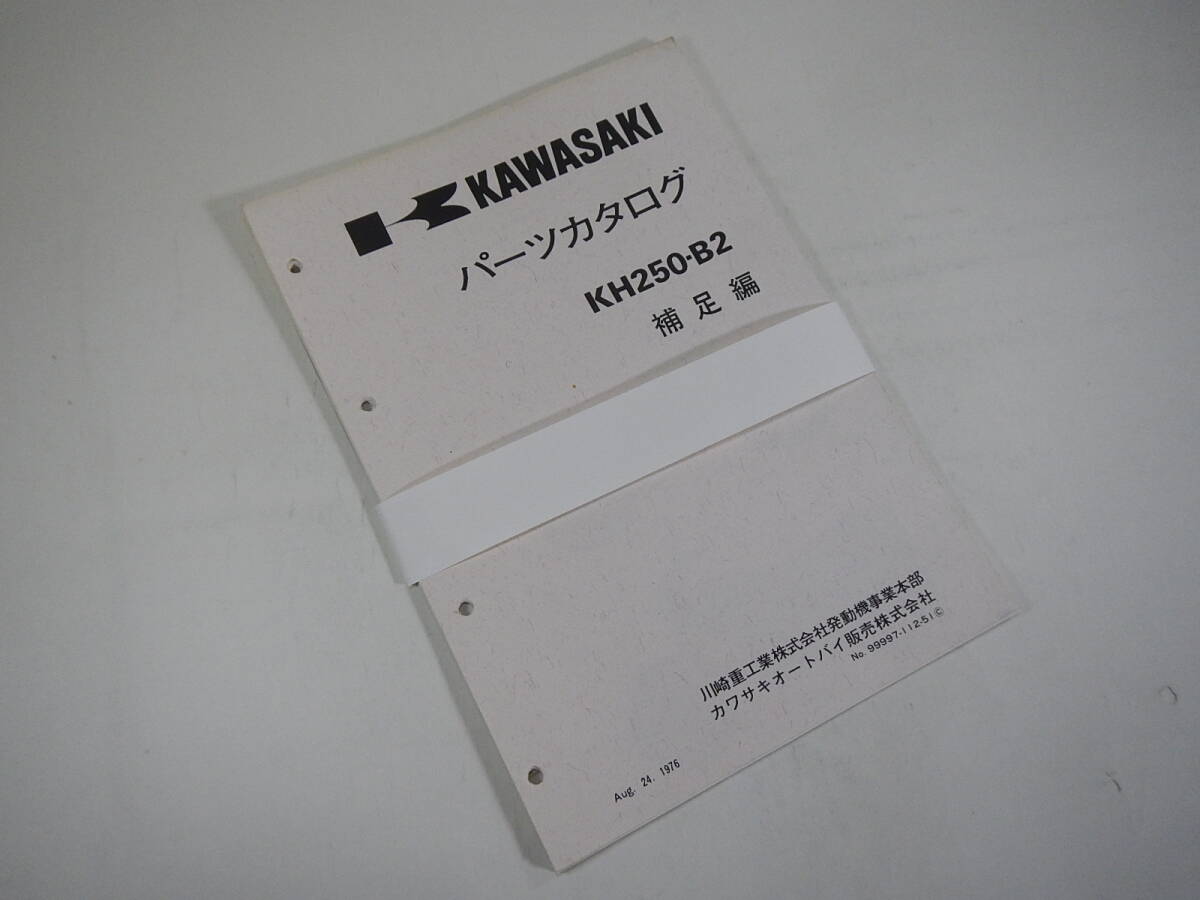 KAWASAKI
パーツカタログ
KH250-B2
補足編
川崎重工業株式会社発動機事業本部
カワサキオートバイ販売株式会社
No. 99997-112-51©
Aug. 24. 1976